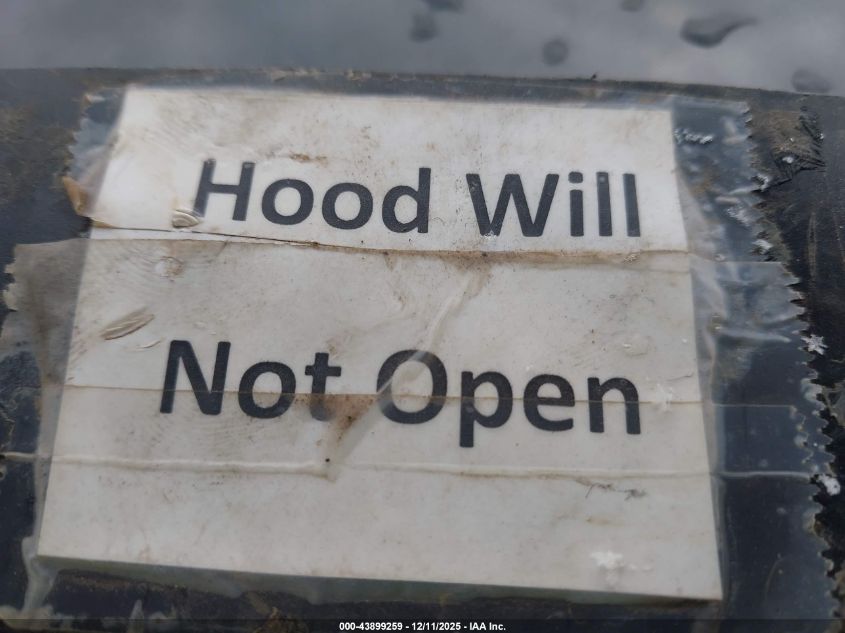 Hood Will
Not Open
000-43899259 - 12/11/2025 - IAA Inc.